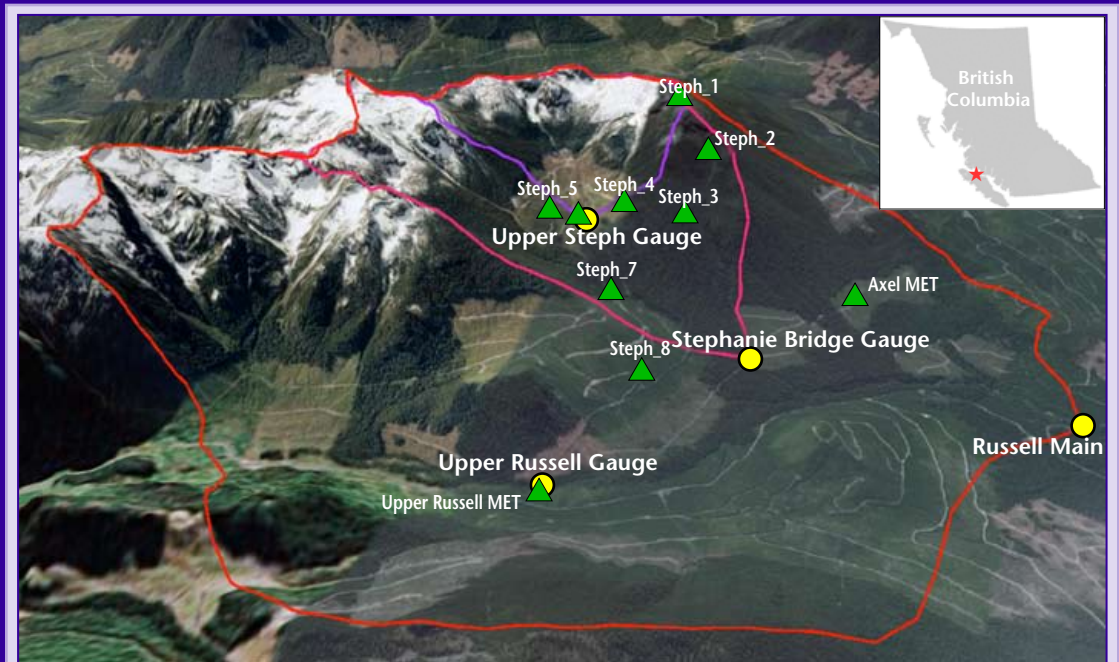 British
Columbia
Steph_1
Steph_2
Steph_5
Steph_4
Steph_3
Upper Steph Gauge
Steph_7
Axel MET
Stephanie Bridge Gauge
Steph_8
Russell Main
Upper Russell Gauge
Upper Russell MET